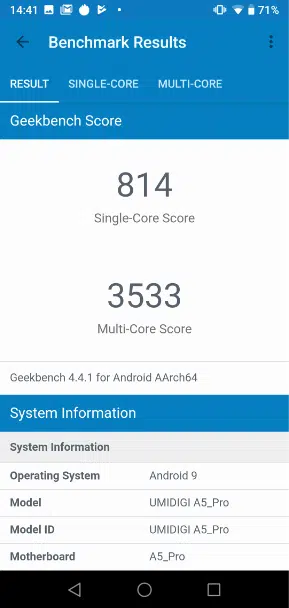 14:41 71%
Benchmark Results
RESULT SINGLE-CORE MULTI-CORE
Geekbench Score
814
Single-Core Score
3533
Multi-Core Score
Geekbench 4.4.1 for Android AArch64
System Information
System Information
Operating System Android 9
Model UMIDIGI A5_Pro
Model ID UMIDIGI A5_Pro
Motherboard A5_Pro